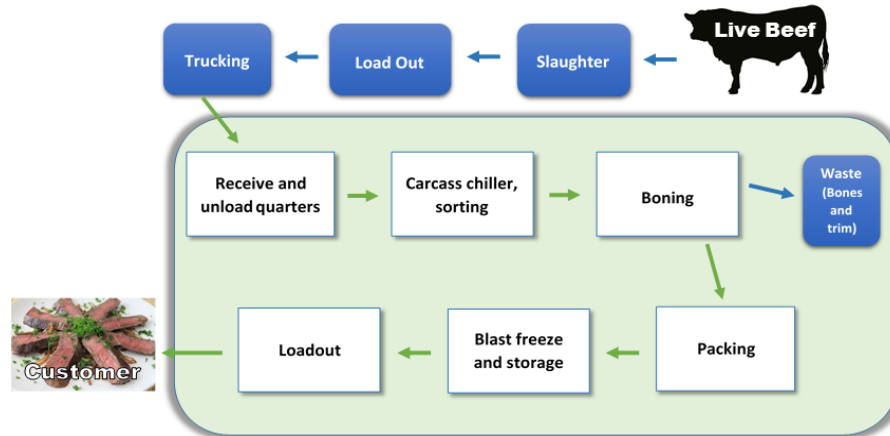 Live Beef
Slaughter
Load Out
Trucking
Receive and
unload quarters
Carcass chiller,
sorting
Boning
Waste
(Bones
and
trim)
Packing
Blast freeze
and storage
Loadout
Customer